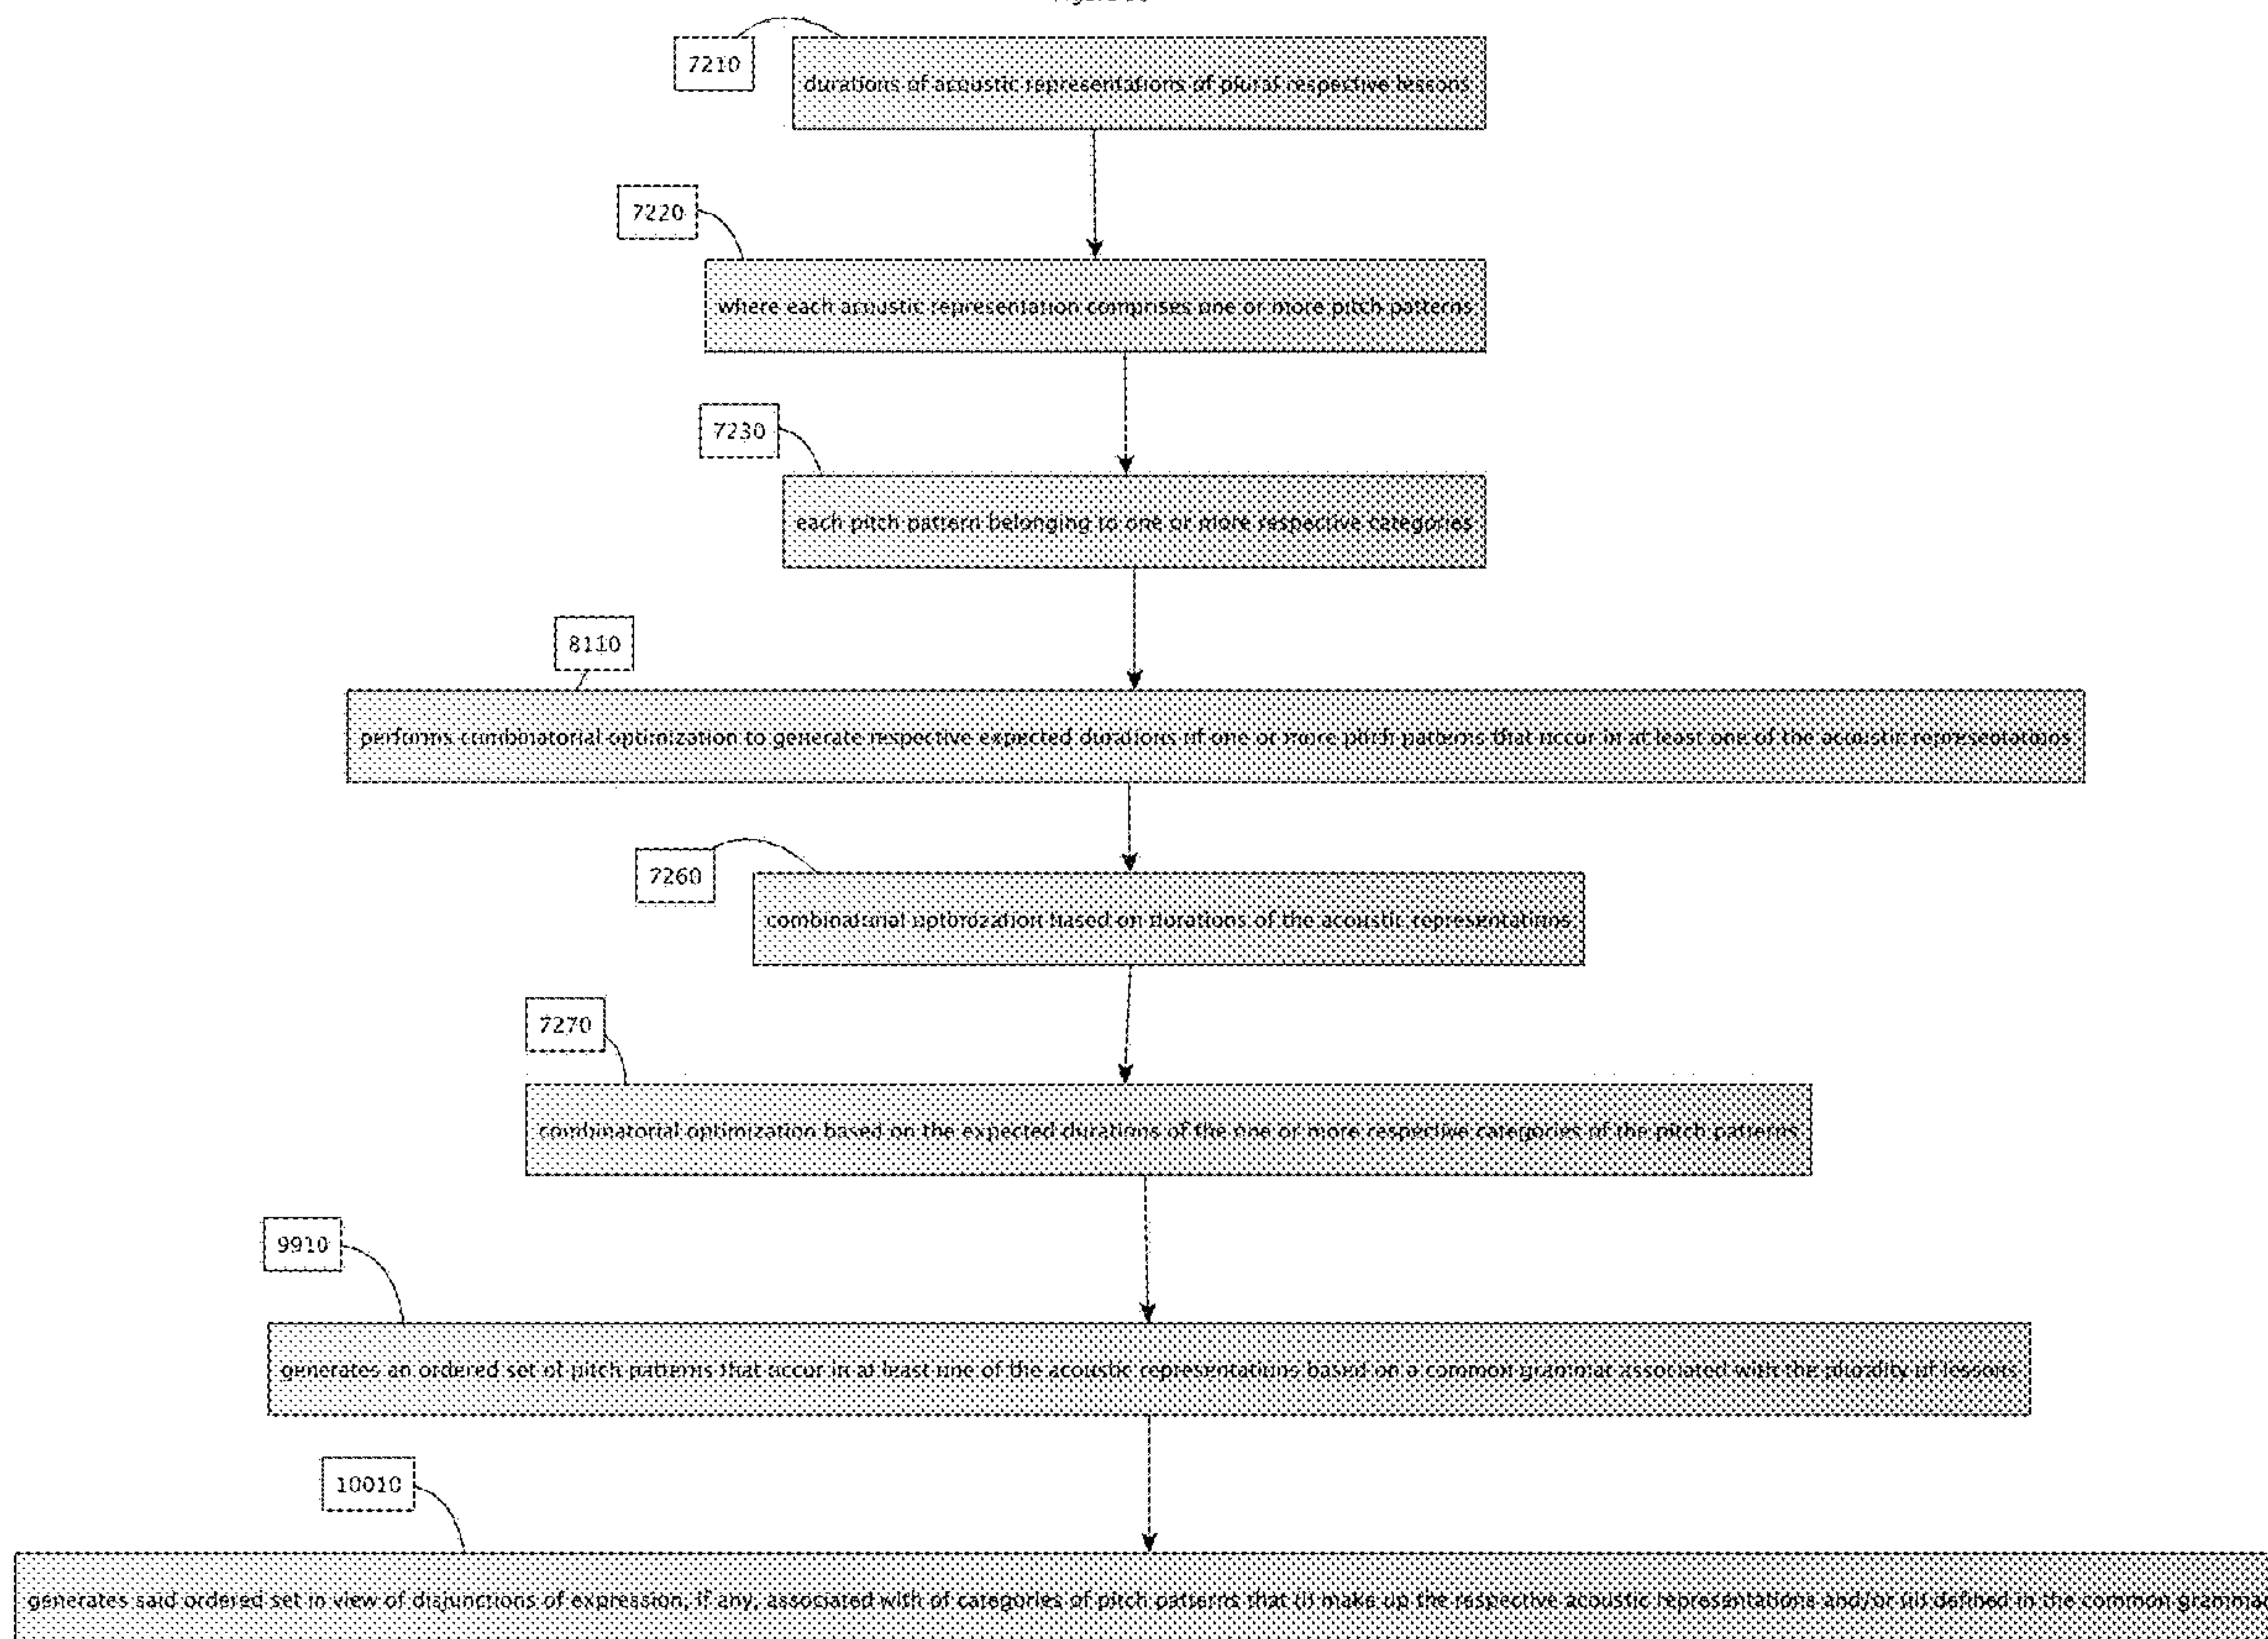 7210
durations of acoustic representations of plural respective lessons
7220
where each acoustic representation comprises one or more pitch patterns
7230
each pitch pattern belonging to one or more respective categories
8110
performs combinatorial optimization to generate respective expected durations of one or more pitch patterns that occur in at least one of the acoustic representations
7260
combinatorial optimization based on durations of the acoustic representations
7270
combinatorial optimization based on the expected durations of the one or more respective categories of the pitch patterns
9910
generates an ordered set of pitch patterns that occur in at least one of the acoustic representations based on a common grammar associated with the plurality of lessons
10010
generates said ordered set in view of disjunctions of expression, if any, associated with of categories of pitch patterns that (i) make up the respective acoustic representations and/or (ii) defined in the common grammar